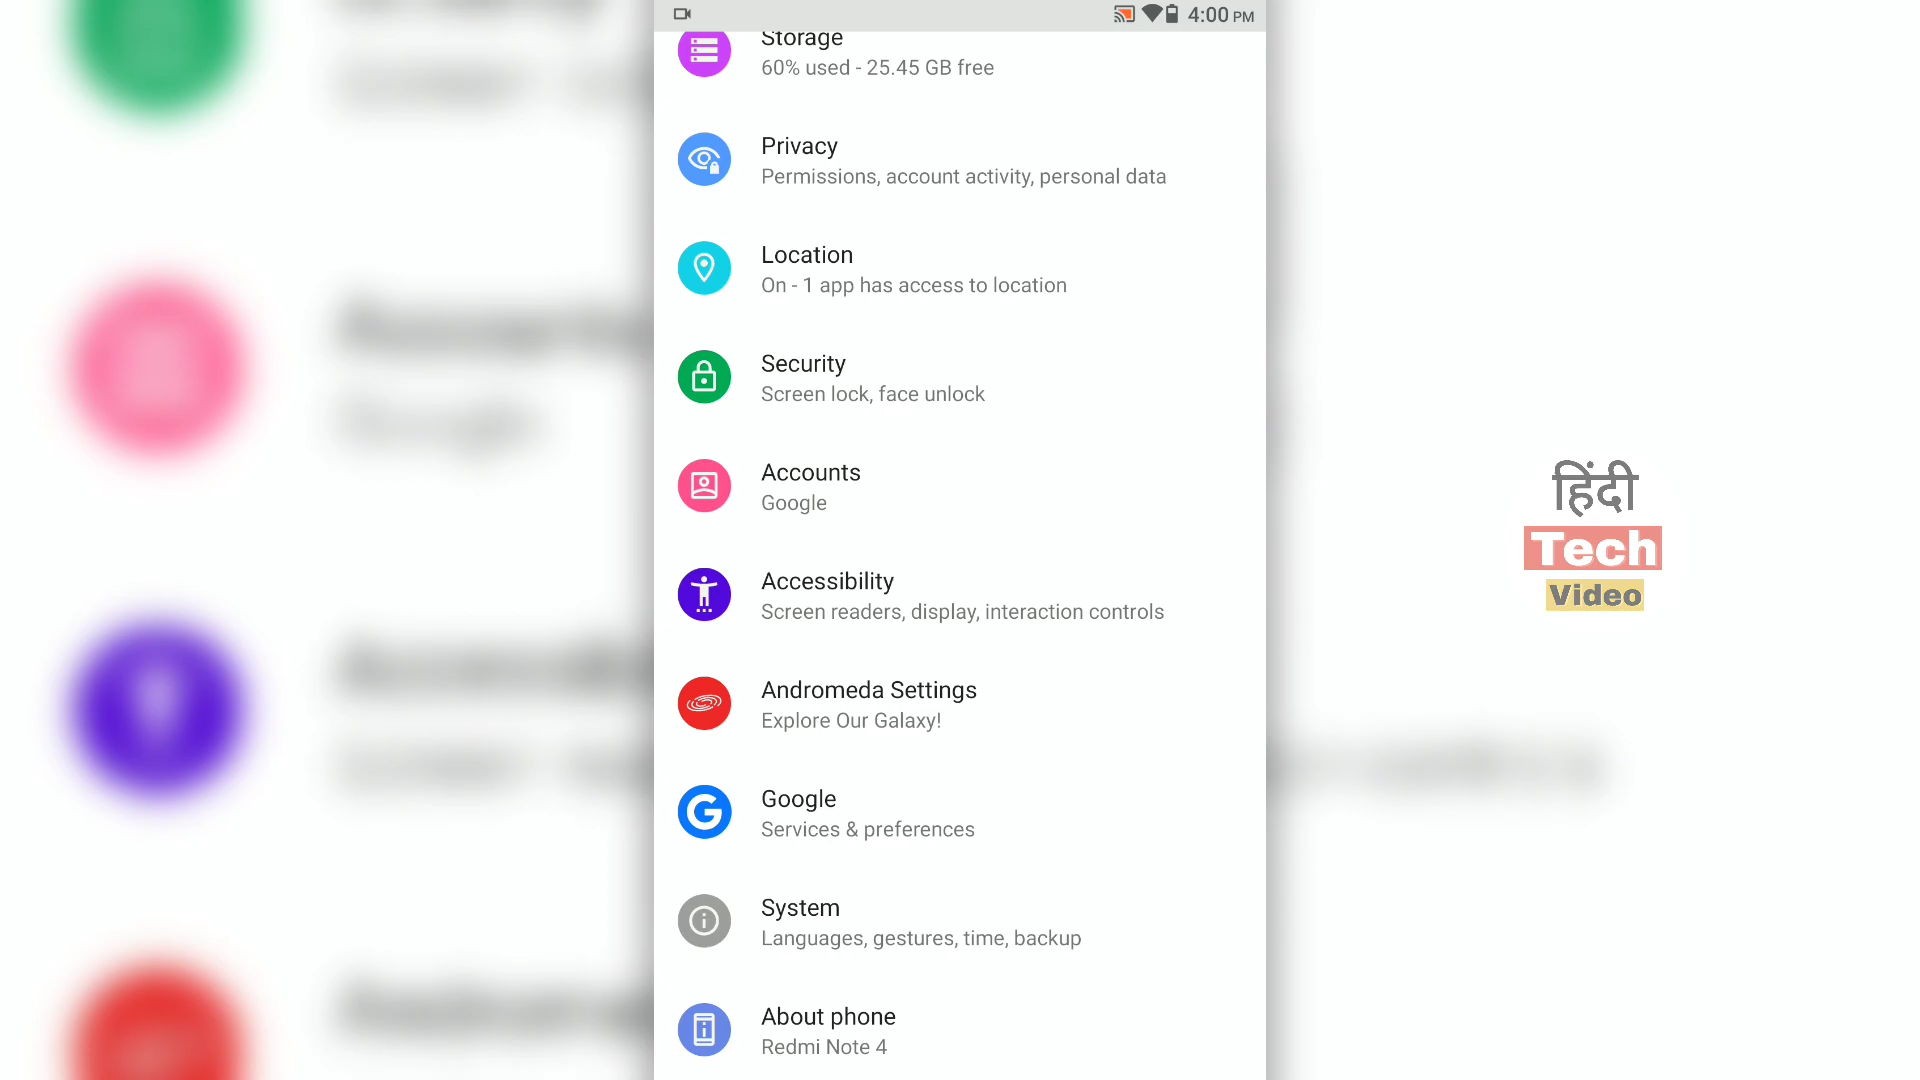 4:00 PM
Storage
60% used - 25.45 GB free
Privacy
Permissions, account activity, personal data
Location
On - 1 app has access to location
Security
Screen lock, face unlock
Accounts
Google
Accessibility
Screen readers, display, interaction controls
Andromeda Settings
Explore Our Galaxy!
Google
Services & preferences
System
Languages, gestures, time, backup
About phone
Redmi Note 4
हिंदी
Tech
Video